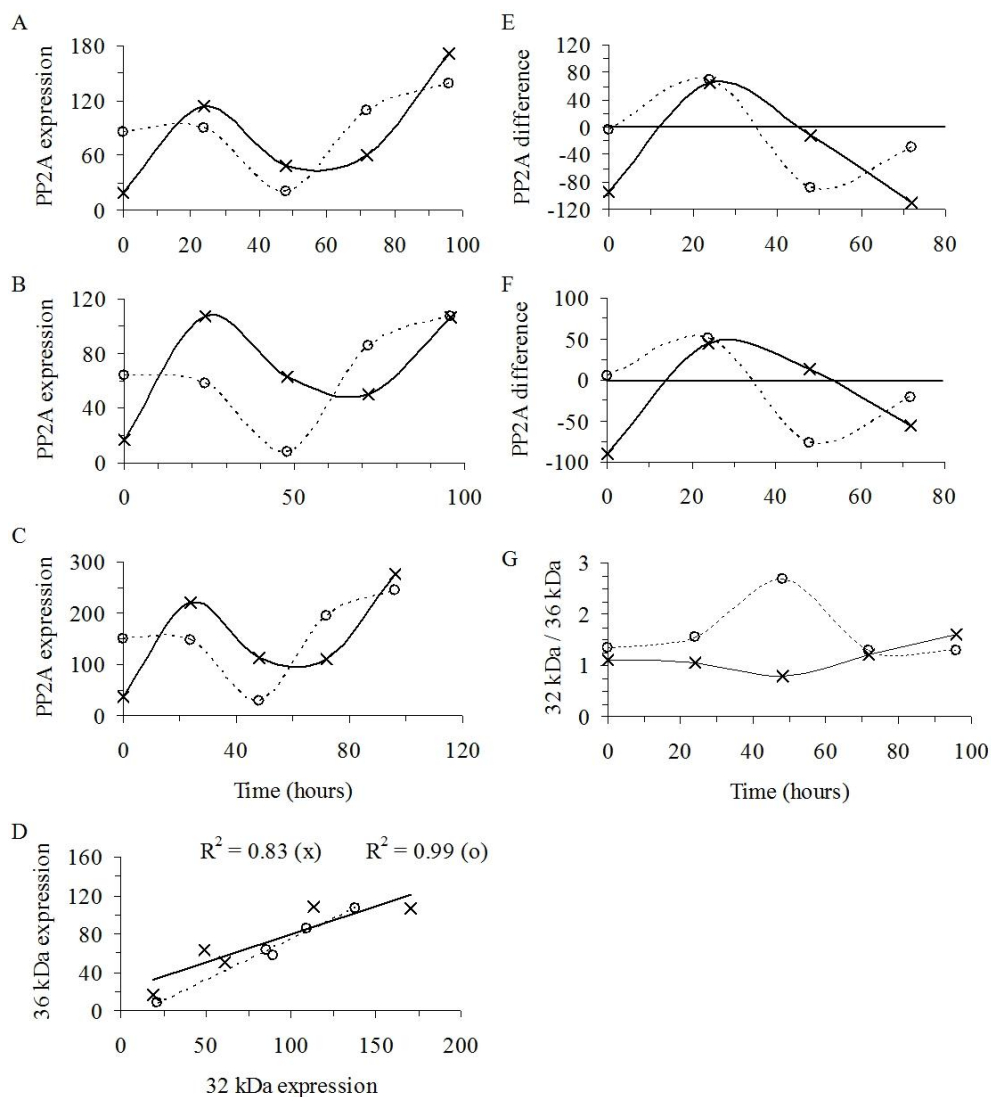 A
PP2A expression
180
120
60
0
0 20 40 60 80 100
B
PP2A expression
120
80
40
0
0 50 100
C
PP2A expression
300
200
100
0
0 40 80 120
Time (hours)
D
R² = 0.83 (x) R² = 0.99 (o)
36 kDa expression
160
120
80
40
0
0 50 100 150 200
32 kDa expression
E
PP2A difference
120
80
40
0
-40
-80
-120
0 20 40 60 80
F
PP2A difference
100
50
0
-50
-100
0 20 40 60 80
G
32 kDa / 36 kDa
3
2
1
0
0 20 40 60 80 100
Time (hours)